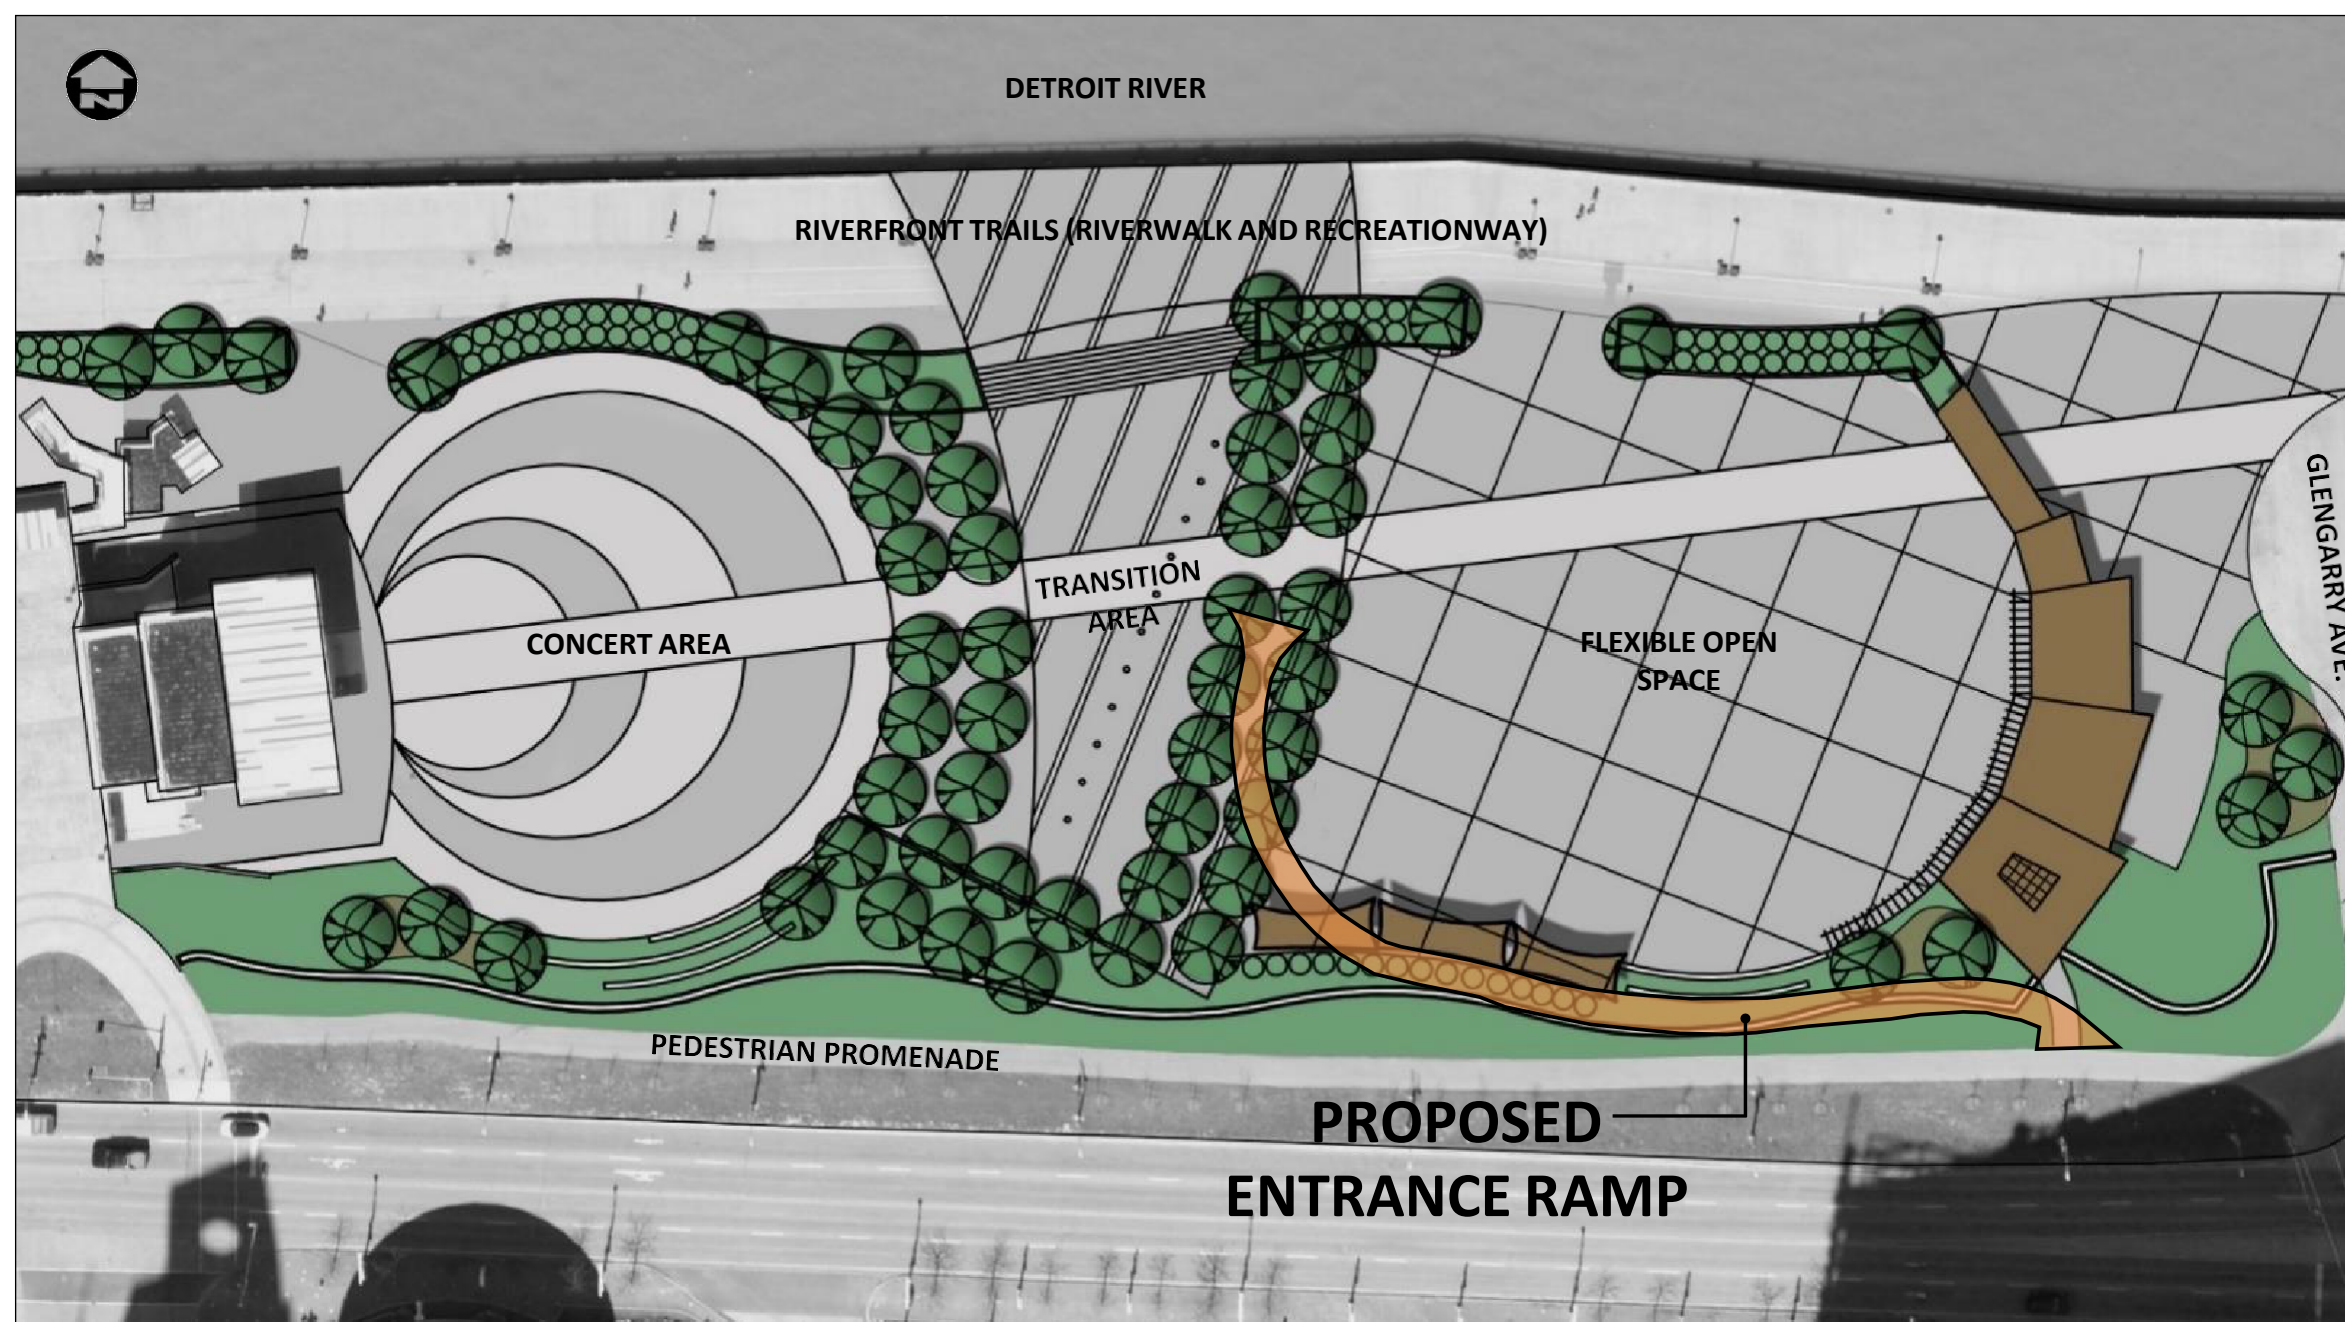 N
DETROIT RIVER
RIVERFRONT TRAILS (RIVERWALK AND RECREATIONWAY)
GLENGARRY AVE.
TRANSITION
AREA
CONCERT AREA
FLEXIBLE OPEN
SPACE
PEDESTRIAN PROMENADE
PROPOSED
ENTRANCE RAMP